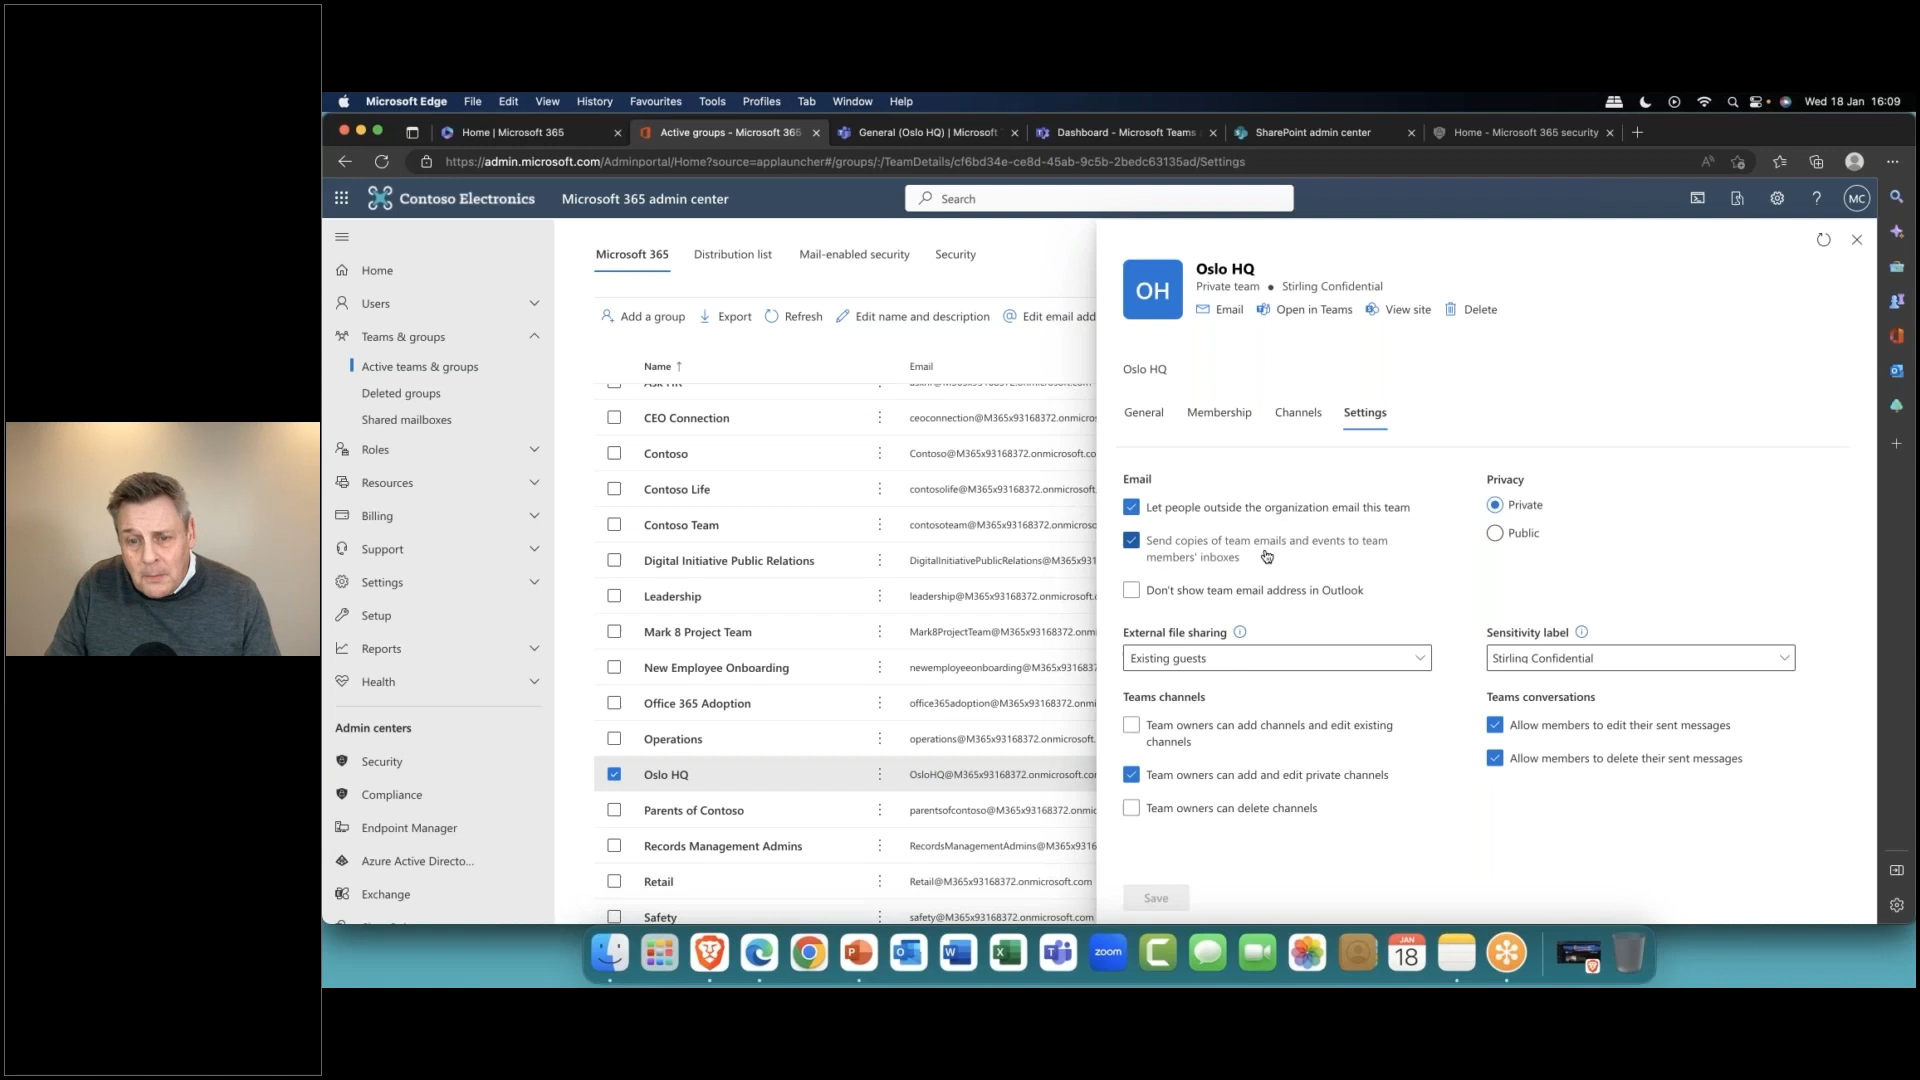 Microsoft Edge File Edit View History Favourites Tools Profiles Tab Window Help Wed 18 Jan 16:09
Home | Microsoft 365
Active groups - Microsoft 365
General (Oslo HQ) | Microsoft
Dashboard - Microsoft Teams
SharePoint admin center
Home - Microsoft 365 security
https://admin.microsoft.com/Adminportal/Home?source=applauncher#/groups/:/TeamDetails/cf6bd34e-ce8d-45ab-9c5b-2bedc63135ad/Settings
Contoso Electronics
Microsoft 365 admin center
Search
MC
Home
Users
Teams & groups
Active teams & groups
Deleted groups
Shared mailboxes
Roles
Resources
Billing
Support
Settings
Setup
Reports
Health
Admin centers
Security
Compliance
Endpoint Manager
Azure Active Directo...
Exchange
Microsoft 365 Distribution list Mail-enabled security Security
Add a group Export Refresh Edit name and description Edit email add
Name ↑ Email
CEO Connection ceoconnection@M365x93168372.onmicros
Contoso Contoso@M365x93168372.onmicrosoft.co
Contoso Life contosolife@M365x93168372.onmicrosoft.
Contoso Team contosoteam@M365x93168372.onmicroso
Digital Initiative Public Relations DigitalInitiativePublicRelations@M365x931
Leadership leadership@M365x93168372.onmicrosoft.
Mark 8 Project Team Mark8ProjectTeam@M365x93168372.onm
New Employee Onboarding newemployeeonboarding@M365x9316837
Office 365 Adoption office365adoption@M365x93168372.onmi
Operations operations@M365x93168372.onmicrosoft.
Oslo HQ OsloHQ@M365x93168372.onmicrosoft.com
Parents of Contoso parentsofcontoso@M365x93168372.onmic
Records Management Admins RecordsManagementAdmins@M365x9316
Retail Retail@M365x93168372.onmicrosoft.com
Safety safety@M365x93168372.onmicrosoft.com
OH
Oslo HQ
Private team ● Stirling Confidential
Email Open in Teams View site Delete
Oslo HQ
General Membership Channels Settings
Email
Let people outside the organization email this team
Send copies of team emails and events to team
members' inboxes
Don't show team email address in Outlook
Privacy
Private
Public
External file sharing
Existing guests
Sensitivity label
Stirling Confidential
Teams channels
Team owners can add channels and edit existing
channels
Team owners can add and edit private channels
Team owners can delete channels
Teams conversations
Allow members to edit their sent messages
Allow members to delete their sent messages
Save
zoom
JAN
18